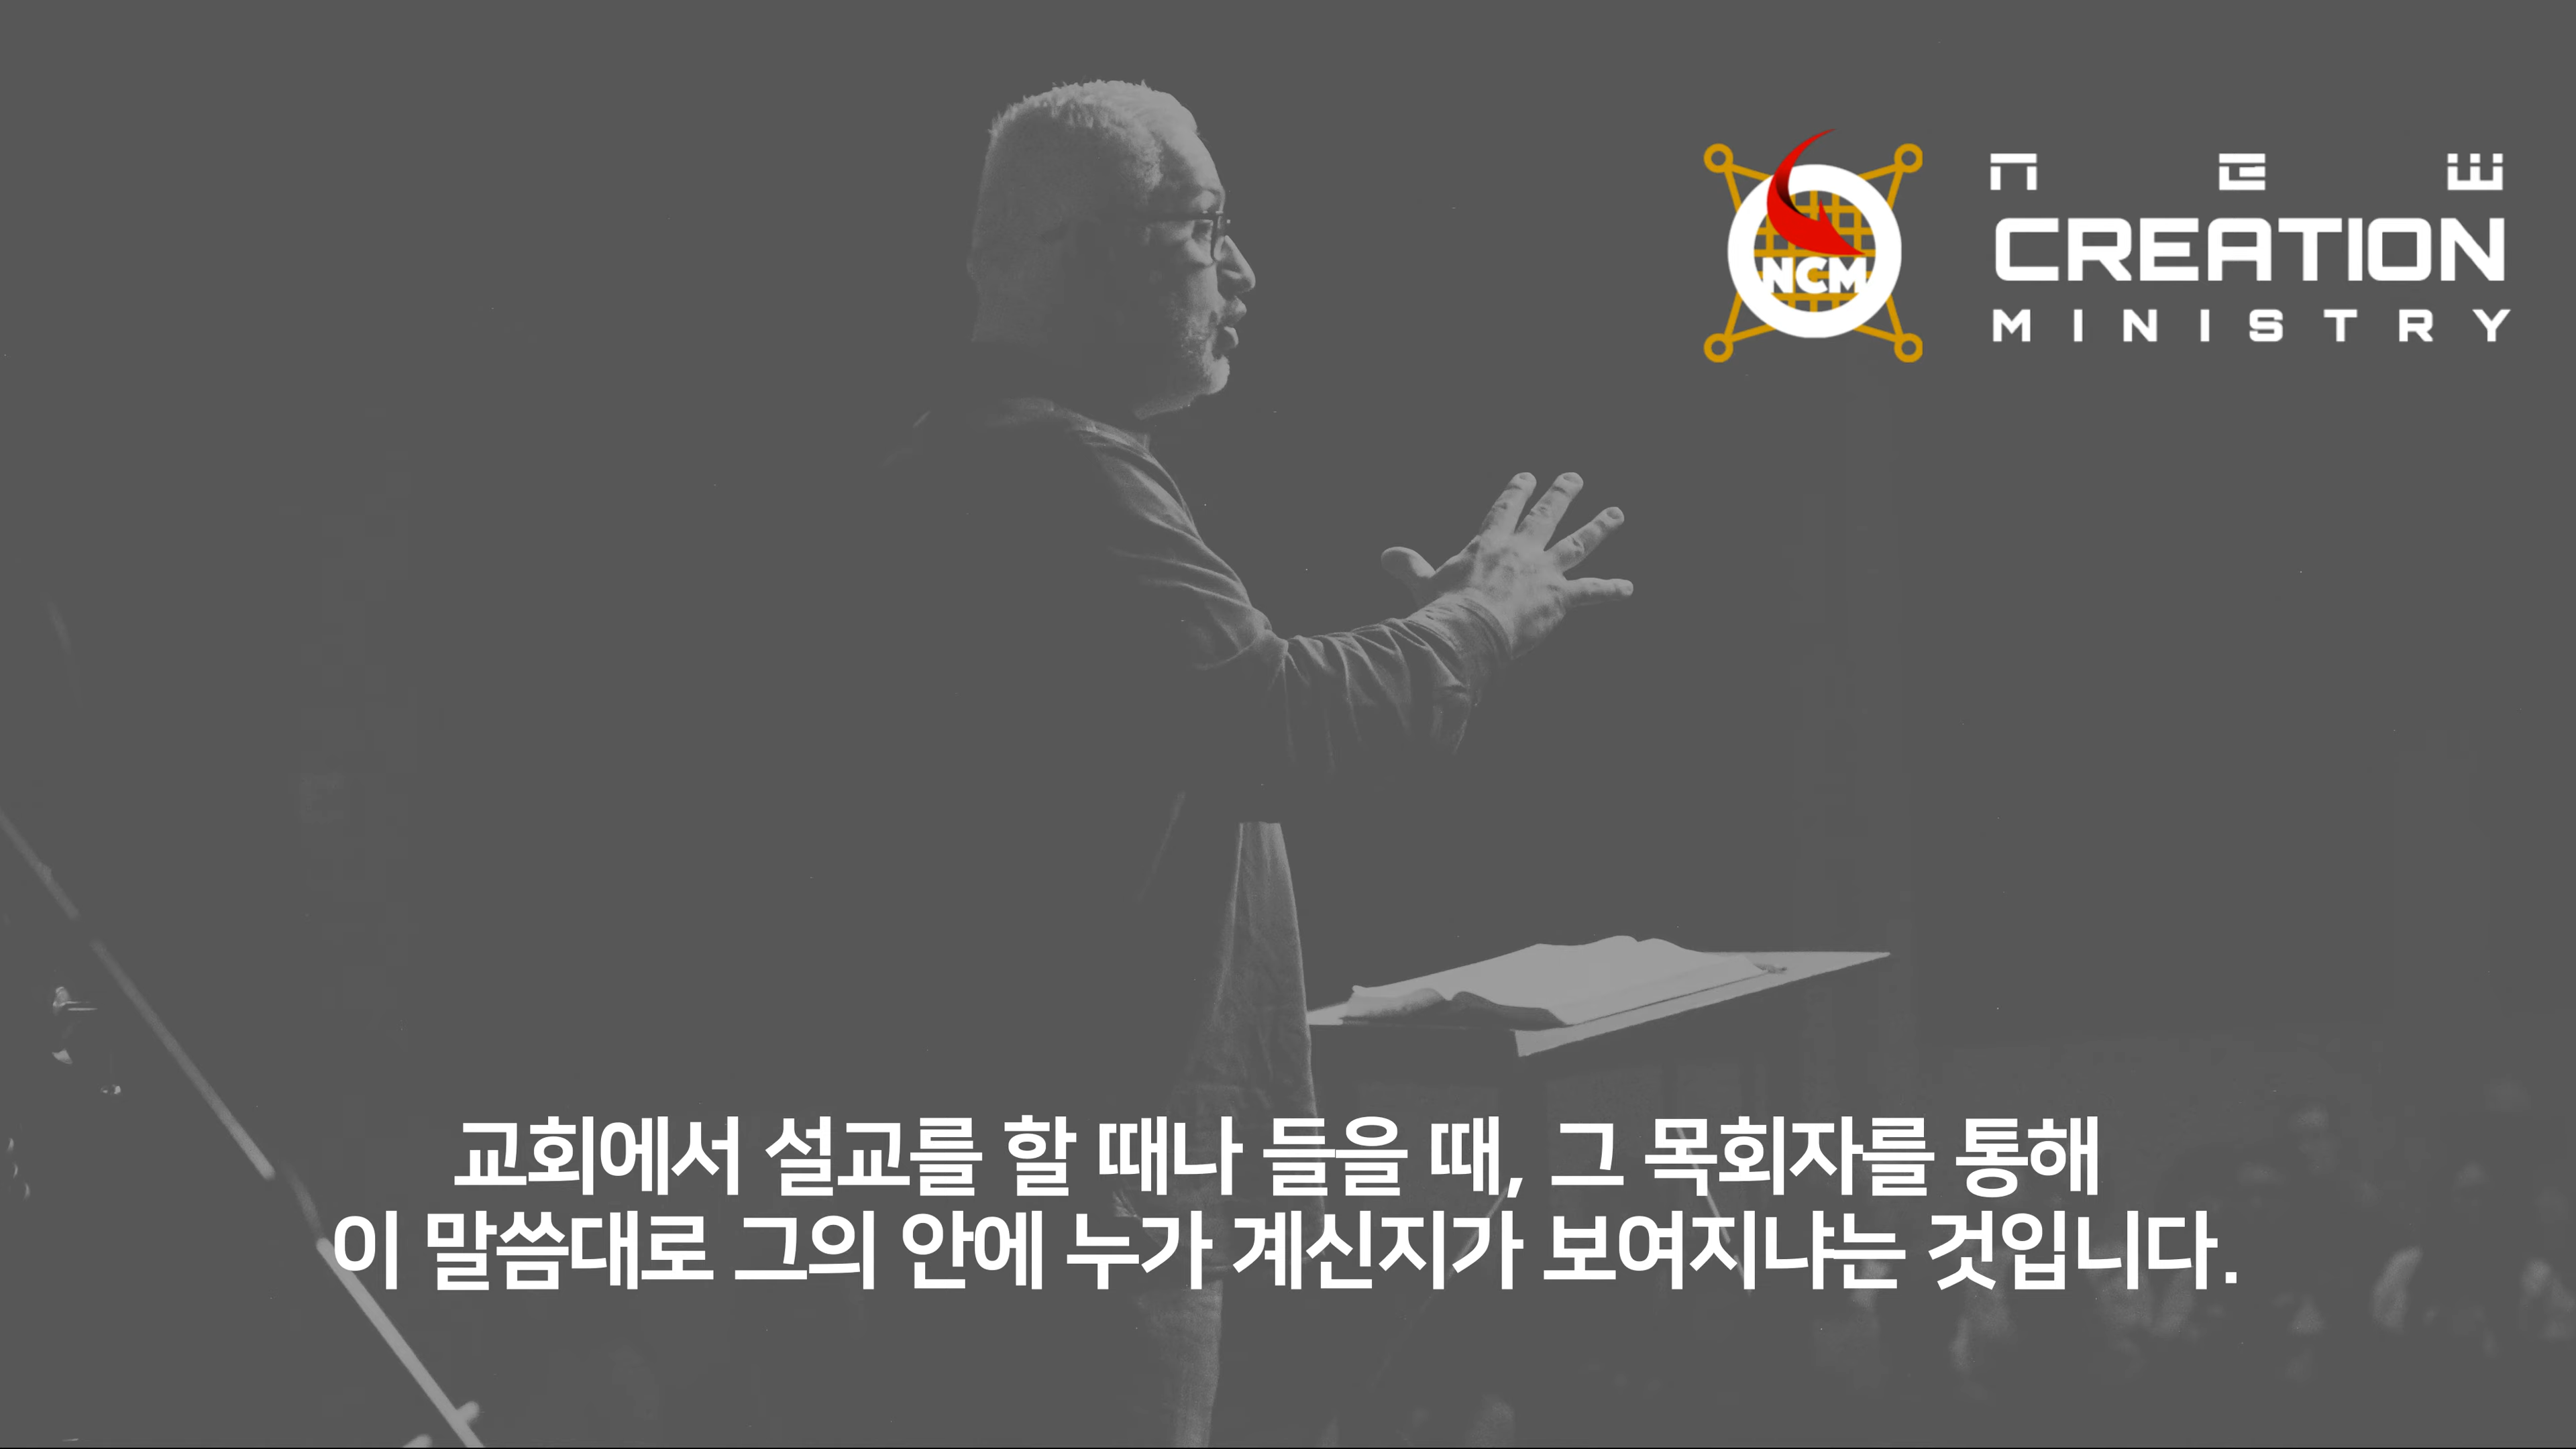 NEW
CREATION
MINISTRY
NCM
교회에서 설교를 할 때나 들을 때, 그 목회자를 통해
이 말씀대로 그의 안에 누가 계신지가 보여지냐는 것입니다.